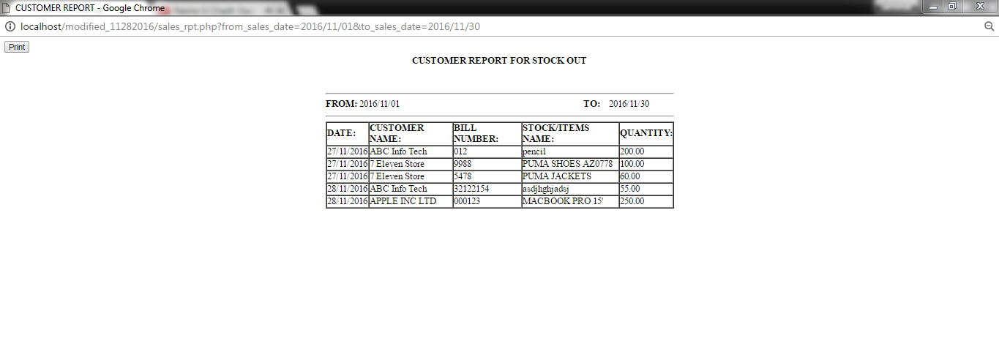 CUSTOMER REPORT - Google Chrome
localhost/modified_11282016/sales_rpt.php?from_sales_date=2016/11/01&to_sales_date=2016/11/30
Print
CUSTOMER REPORT FOR STOCK OUT
FROM: 2016/11/01 TO: 2016/11/30
DATE: CUSTOMER NAME: BILL NUMBER: STOCK/ITEMS NAME: QUANTITY:
27/11/2016 ABC Info Tech 012 pencil 200.00
27/11/2016 7 Eleven Store 9988 PUMA SHOES AZ0778 100.00
27/11/2016 7 Eleven Store 5478 PUMA JACKETS 60.00
28/11/2016 ABC Info Tech 32122154 asdjhghjadsj 55.00
28/11/2016 APPLE INC LTD 000123 MACBOOK PRO 15' 250.00